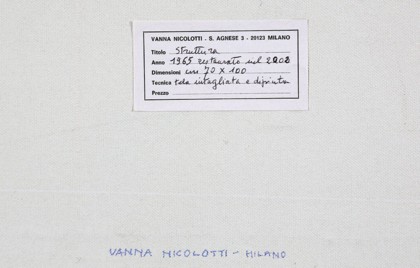 VANNA NICOLOTTI - S. AGNESE 3 - 20123 MILANO
Titolo struttura
Anno 1965 restaurato nel 2008
Dimensioni cm 70 X 100
Tecnica tela intagliata e dipinta
Prezzo
VANNA NICOLOTTI - MILANO